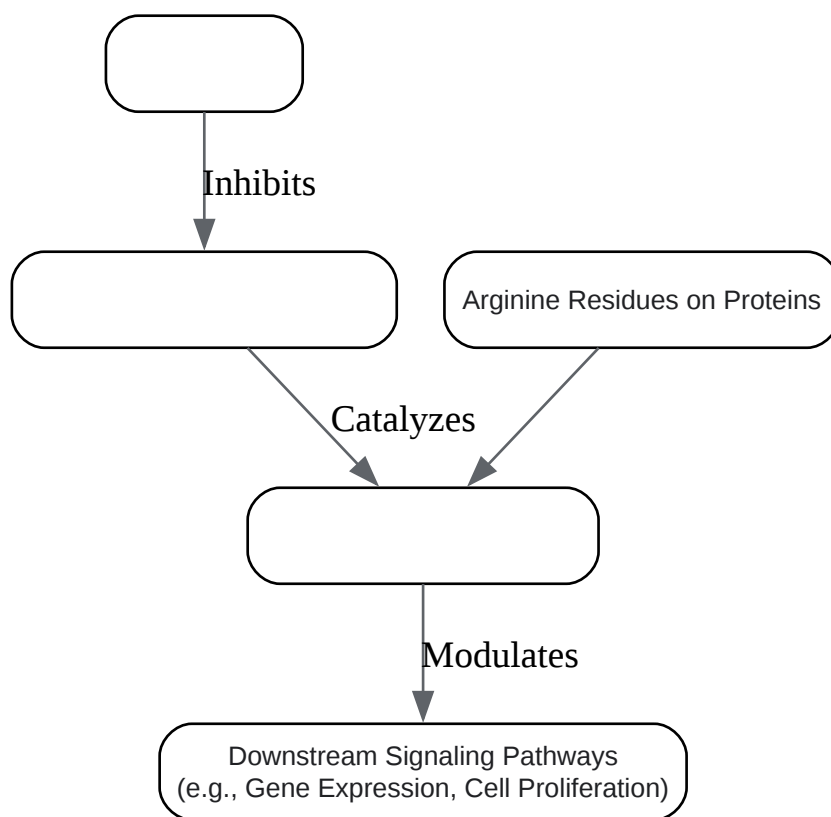 Inhibits
Arginine Residues on Proteins
Catalyzes
Modulates
Downstream Signaling Pathways
(e.g., Gene Expression, Cell Proliferation)